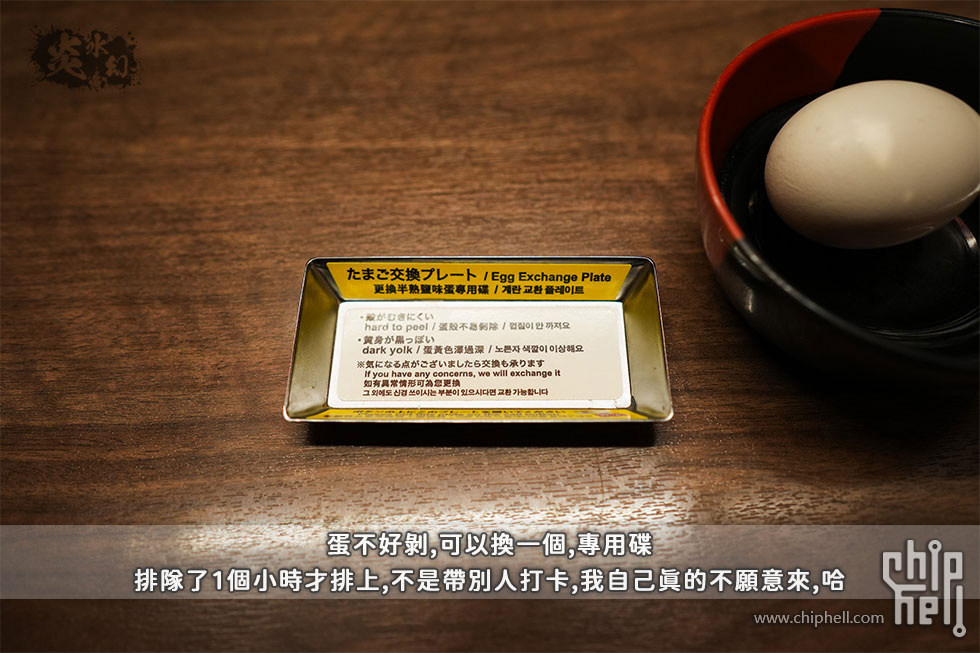 炎冰幻
たまご交換プレート / Egg Exchange Plate
更換半熟鹽味蛋專用碟 / 계란 교환 플레이트
・殻がむきにくい
hard to peel / 蛋殼不易剝除 / 껍질이 안 까져요
・黄身が黒っぽい
dark yolk / 蛋黃色澤過深 / 노른자 색깔이 이상해요
※気になる点がございましたら交換も承ります
If you have any concerns, we will exchange it
如有異常情形可為您更換
그 외에도 신경 쓰이시는 부분이 있으시다면 교환 가능합니다
蛋不好剝,可以換一個,專用碟
排隊了1個小時才排上,不是帶別人打卡,我自己眞的不願意來,哈
chip
hell
www.chiphell.com